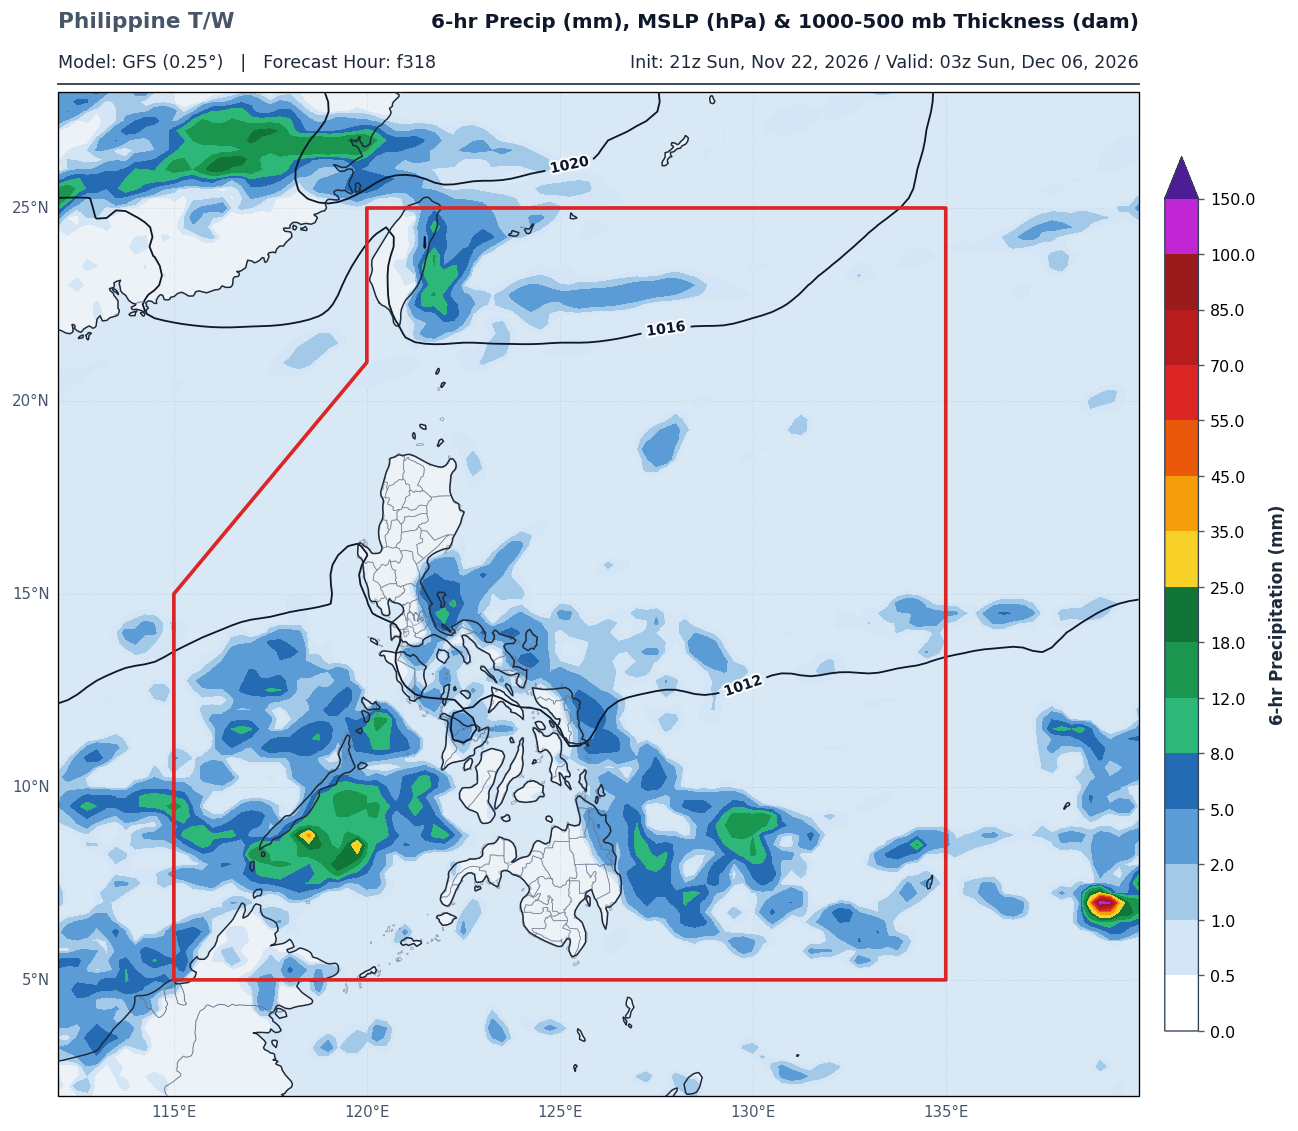 Philippine T/W
6-hr Precip (mm), MSLP (hPa) & 1000-500 mb Thickness (dam)
Model: GFS (0.25°)   |   Forecast Hour: f318
Init: 21z Sun, Nov 22, 2026 / Valid: 03z Sun, Dec 06, 2026
1020
1016
1012
25°N
20°N
15°N
10°N
5°N
115°E
120°E
125°E
130°E
135°E
150.0
100.0
85.0
70.0
55.0
45.0
35.0
25.0
18.0
12.0
8.0
5.0
2.0
1.0
0.5
0.0
6-hr Precipitation (mm)